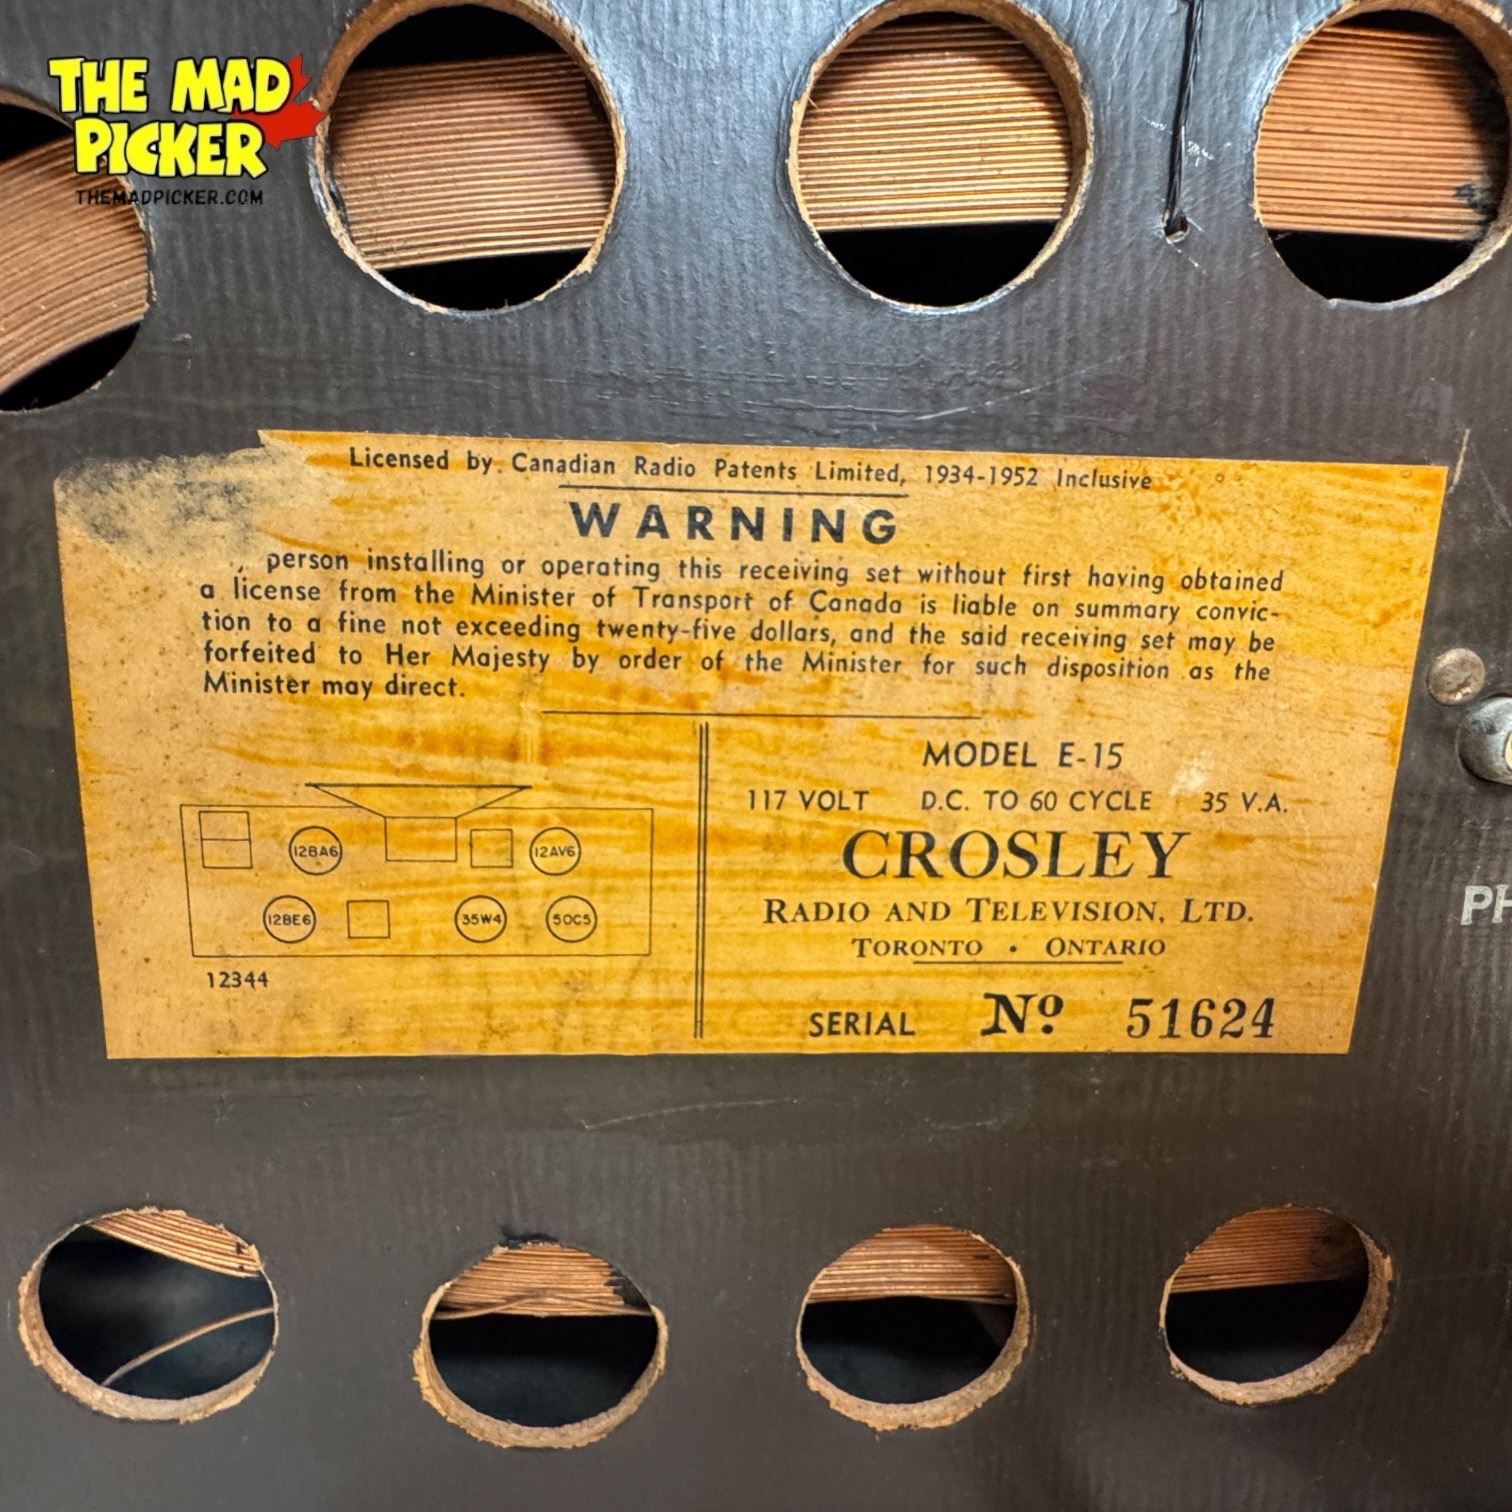 THE MAD
PICKER
THEMADPICKER.COM
Licensed by Canadian Radio Patents Limited, 1934-1952 Inclusive
WARNING
person installing or operating this receiving set without first having obtained
a license from the Minister of Transport of Canada is liable on summary convic-
tion to a fine not exceeding twenty-five dollars, and the said receiving set may be
forfeited to Her Majesty by order of the Minister for such disposition as the
Minister may direct.
12BA6 12AV6
12BE6 35W4 50C5
12344
MODEL E-15
117 VOLT D.C. TO 60 CYCLE 35 V.A.
CROSLEY
RADIO AND TELEVISION, LTD.
TORONTO • ONTARIO
SERIAL Nº 51624
PH